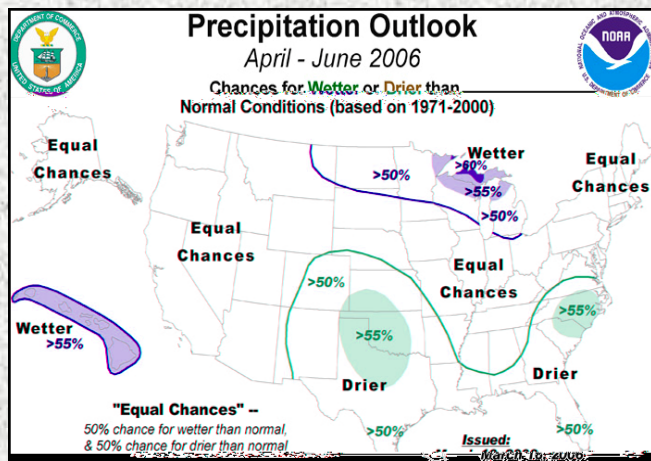 Precipitation Outlook
April - June 2006
Chances for Wetter or Drier than
Normal Conditions (based on 1971-2000)
DEPARTMENT OF COMMERCE
UNITED STATES OF AMERICA
NATIONAL OCEANIC AND ATMOSPHERIC
NOAA
U.S. DEPARTMENT OF COMMERCE
Equal
Chances
>50%
Wetter
>60%
>55%
>50%
Equal
Chances
Equal
Chances
>50%
Equal
Chances
>55%
>55%
Wetter
>55%
Drier
Drier
>50%
>50%
"Equal Chances" --
50% chance for wetter than normal,
& 50% chance for drier than normal
Issued:
March 16, 2006